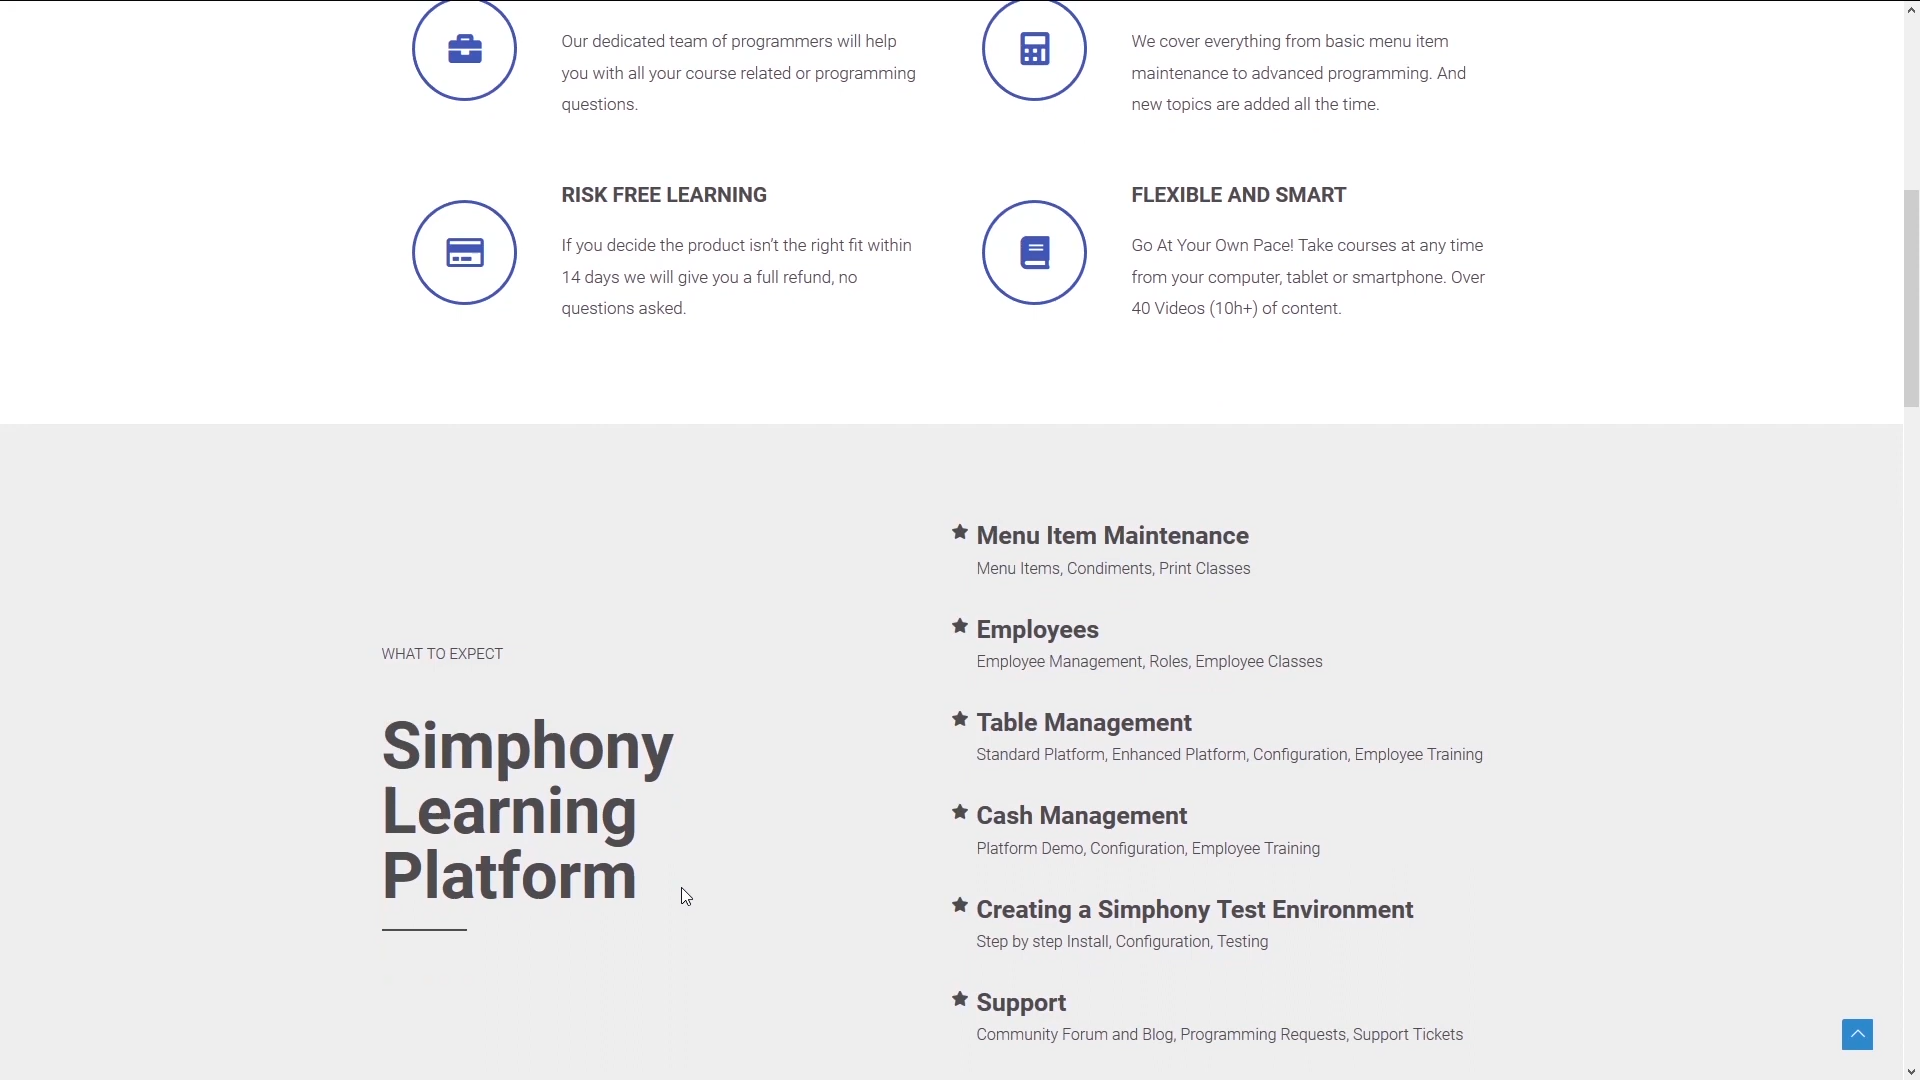 Our dedicated team of programmers will help
you with all your course related or programming
questions.
We cover everything from basic menu item
maintenance to advanced programming. And
new topics are added all the time.
RISK FREE LEARNING
If you decide the product isn’t the right fit within
14 days we will give you a full refund, no
questions asked.
FLEXIBLE AND SMART
Go At Your Own Pace! Take courses at any time
from your computer, tablet or smartphone. Over
40 Videos (10h+) of content.
WHAT TO EXPECT
Simphony
Learning
Platform
Menu Item Maintenance
Menu Items, Condiments, Print Classes
Employees
Employee Management, Roles, Employee Classes
Table Management
Standard Platform, Enhanced Platform, Configuration, Employee Training
Cash Management
Platform Demo, Configuration, Employee Training
Creating a Simphony Test Environment
Step by step Install, Configuration, Testing
Support
Community Forum and Blog, Programming Requests, Support Tickets